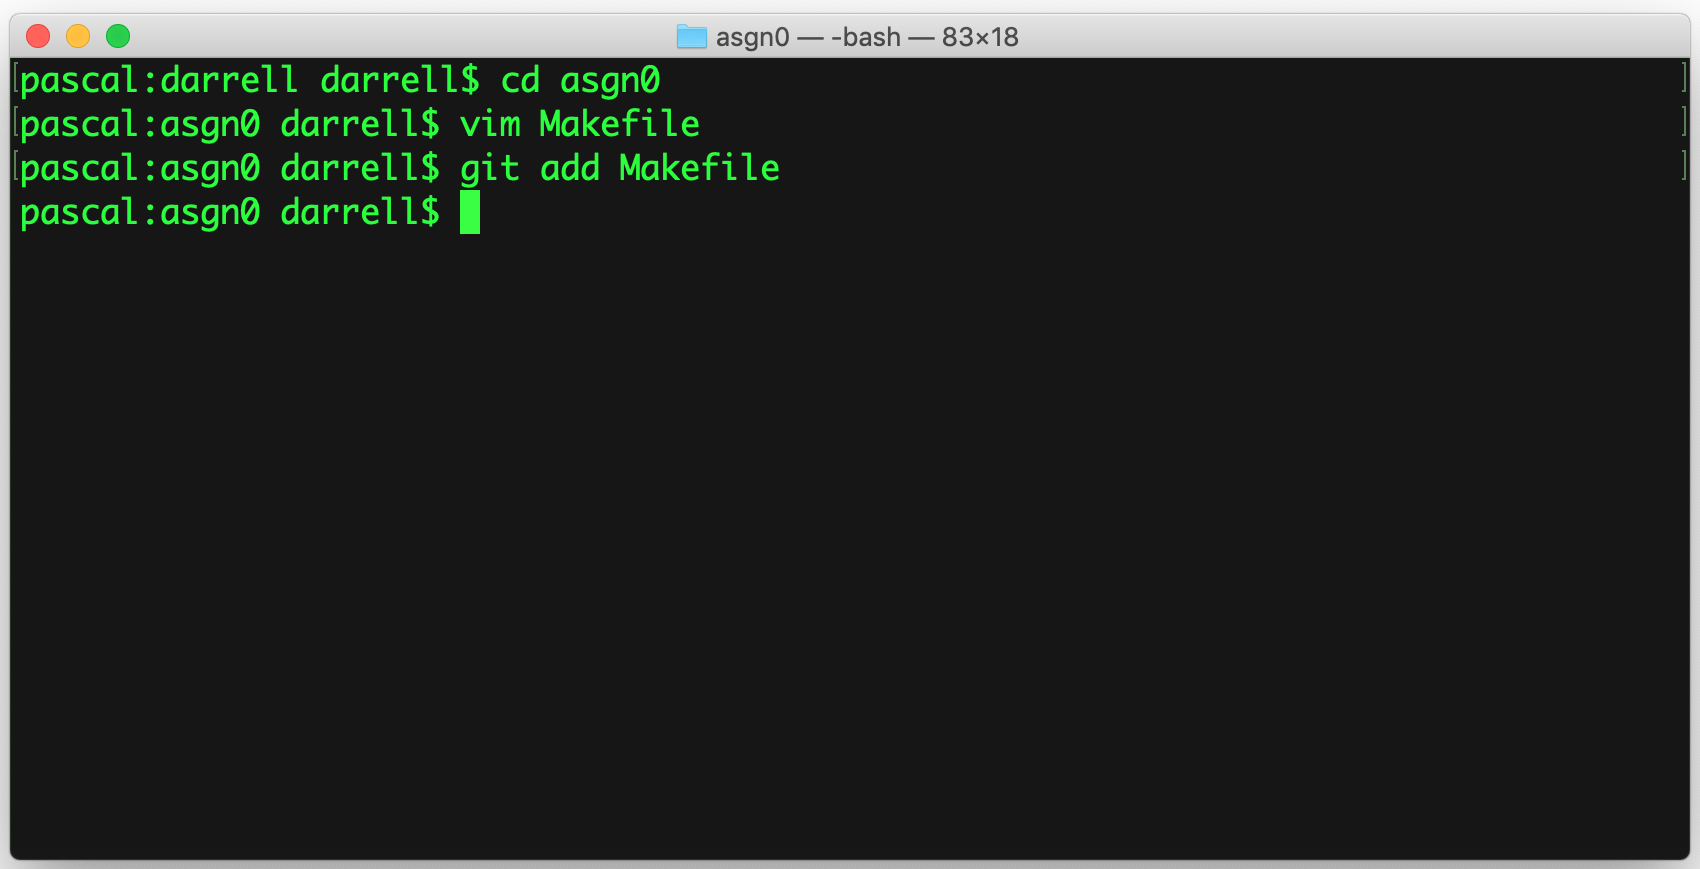 asgn0 — -bash — 83×18
[pascal:darrell darrell$ cd asgn0 ]
[pascal:asgn0 darrell$ vim Makefile ]
[pascal:asgn0 darrell$ git add Makefile ]
pascal:asgn0 darrell$